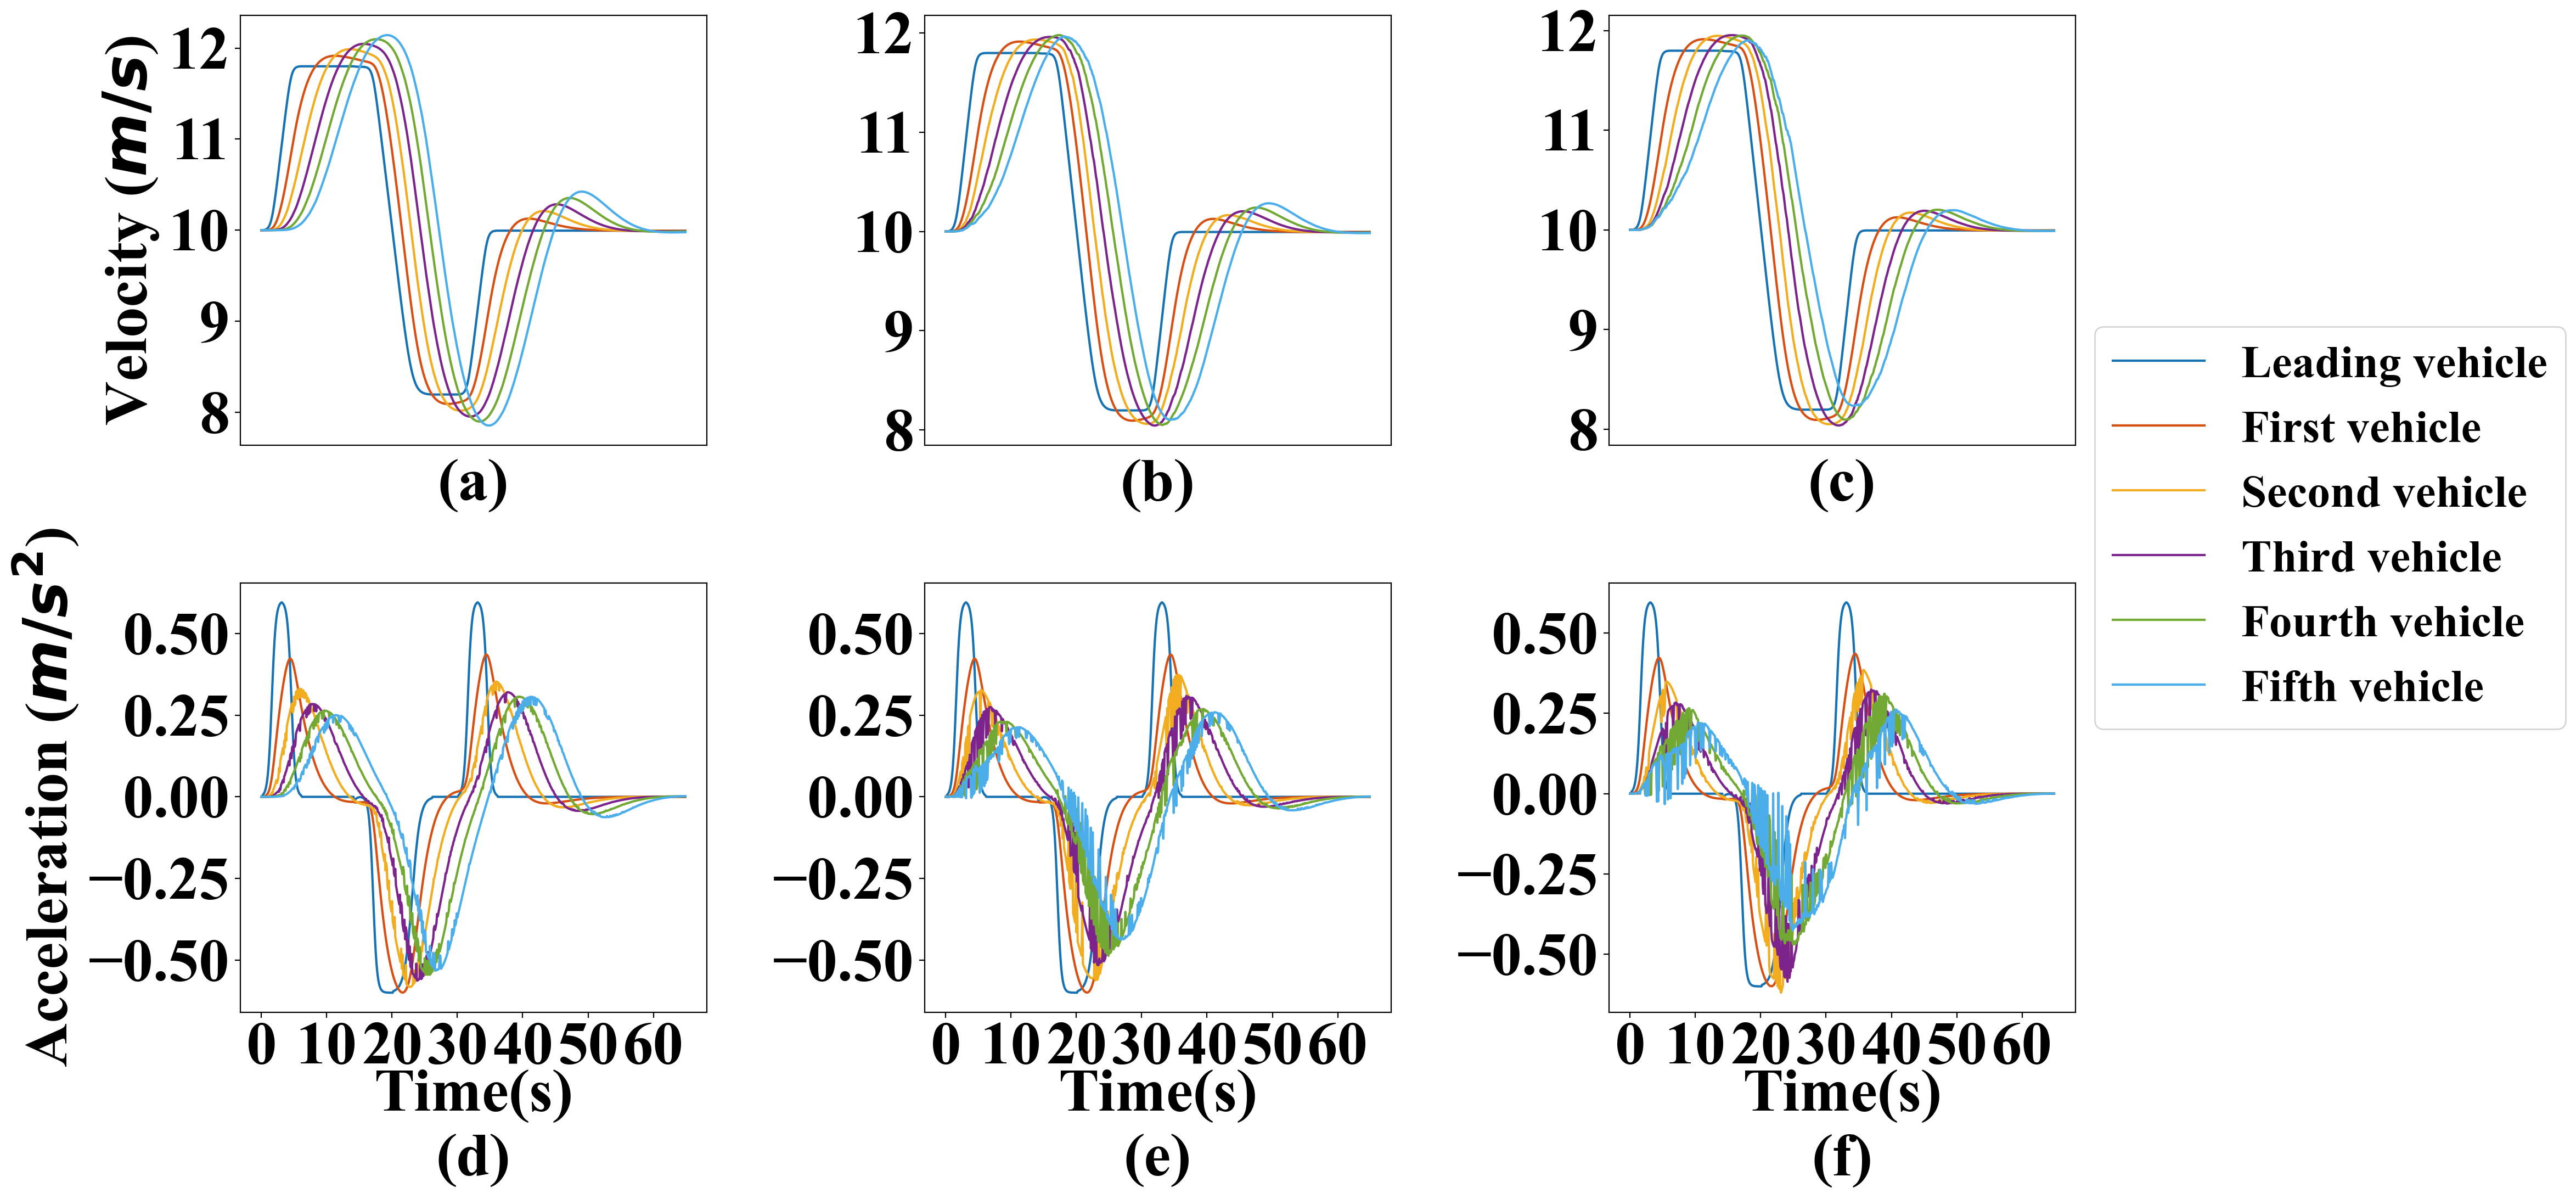 Velocity (m/s)
12
11
10
9
8
(a)
12
11
10
9
8
(b)
12
11
10
9
8
(c)
Acceleration (m/s²)
0.50
0.25
0.00
−0.25
−0.50
0 10 20 30 40 50 60
Time(s)
(d)
0.50
0.25
0.00
−0.25
−0.50
0 10 20 30 40 50 60
Time(s)
(e)
0.50
0.25
0.00
−0.25
−0.50
0 10 20 30 40 50 60
Time(s)
(f)
Leading vehicle
First vehicle
Second vehicle
Third vehicle
Fourth vehicle
Fifth vehicle